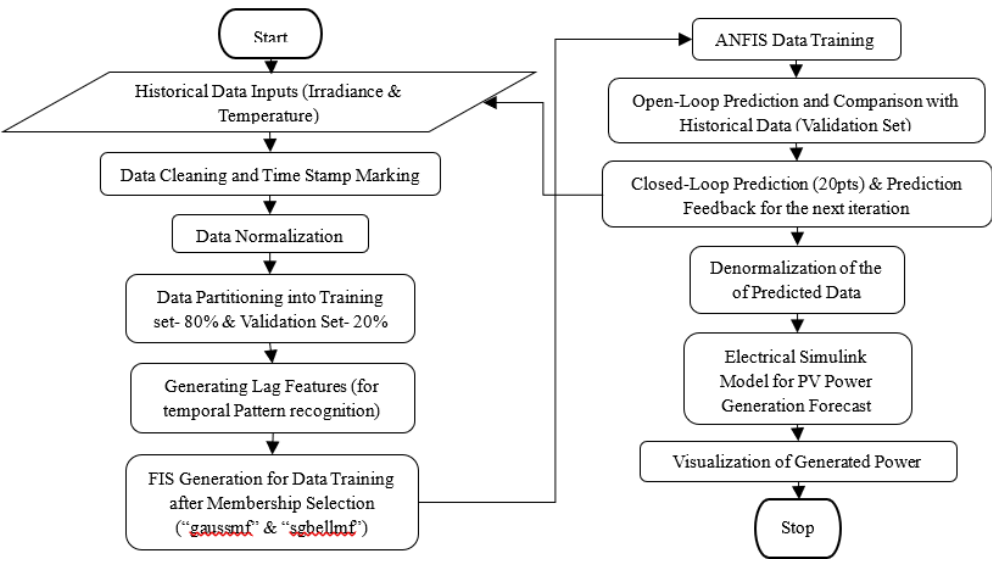 Start
Historical Data Inputs (Irradiance &
Temperature)
Data Cleaning and Time Stamp Marking
Data Normalization
Data Partitioning into Training
set- 80% & Validation Set- 20%
Generating Lag Features (for
temporal Pattern recognition)
FIS Generation for Data Training
after Membership Selection
(“gaussmf” & “sgbellmf”)
ANFIS Data Training
Open-Loop Prediction and Comparison with
Historical Data (Validation Set)
Closed-Loop Prediction (20pts) & Prediction
Feedback for the next iteration
Denormalization of the
of Predicted Data
Electrical Simulink
Model for PV Power
Generation Forecast
Visualization of Generated Power
Stop